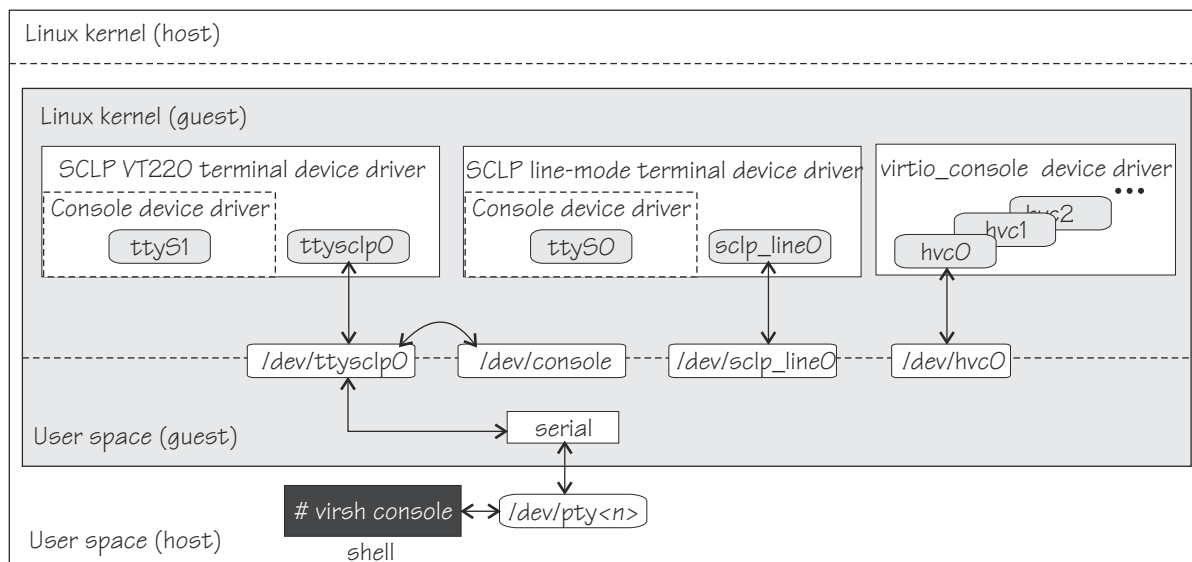 Linux kernel (host)
Linux kernel (guest)
SCLP VT220 terminal device driver
Console device driver
ttyS1
ttysclp0
SCLP line-mode terminal device driver
Console device driver
ttyS0
sclp_line0
virtio_console device driver
•••
hvc2
hvc1
hvc0
/dev/ttysclp0
/dev/console
/dev/sclp_line0
/dev/hvc0
serial
User space (guest)
# virsh console
/dev/pty<n>
shell
User space (host)